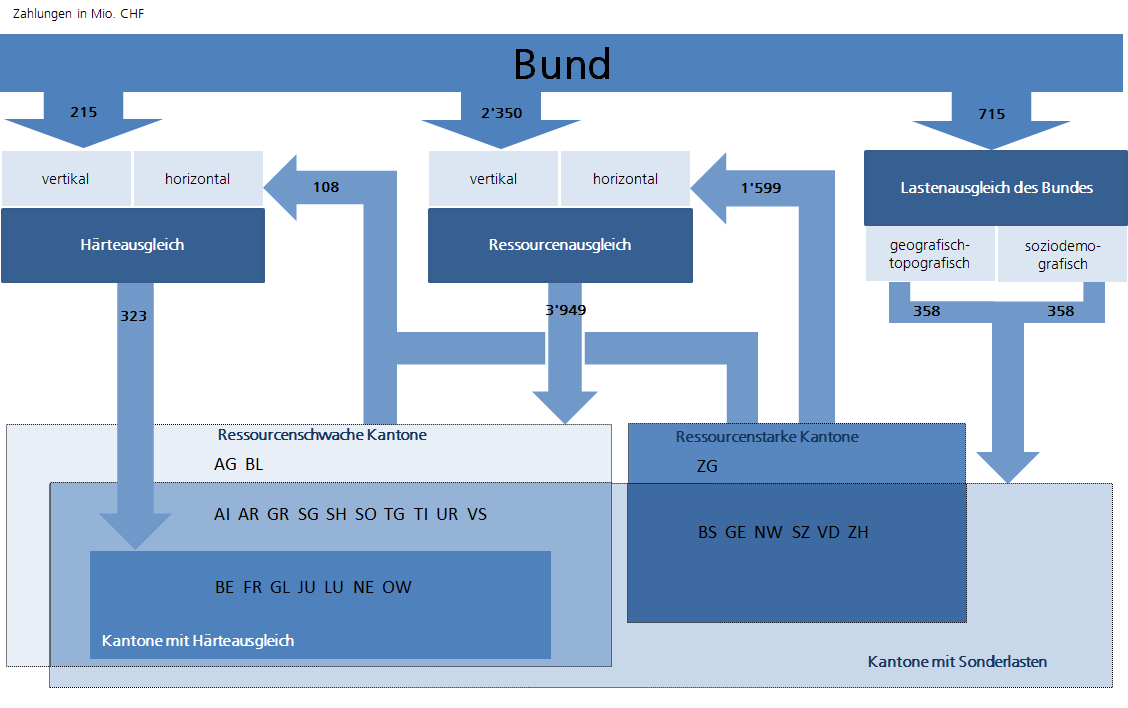 Zahlungen in Mio. CHF
Bund
215
2'350
715
vertikal
horizontal
108
vertikal
horizontal
1'599
Lastenausgleich des Bundes
Härteausgleich
Ressourcenausgleich
geografisch-
topografisch
soziodemo-
grafisch
323
3'949
358
358
Ressourcenschwache Kantone
AG BL
Ressourcenstarke Kantone
ZG
AI AR GR SG SH SO TG TI UR VS
BS GE NW SZ VD ZH
BE FR GL JU LU NE OW
Kantone mit Härteausgleich
Kantone mit Sonderlasten